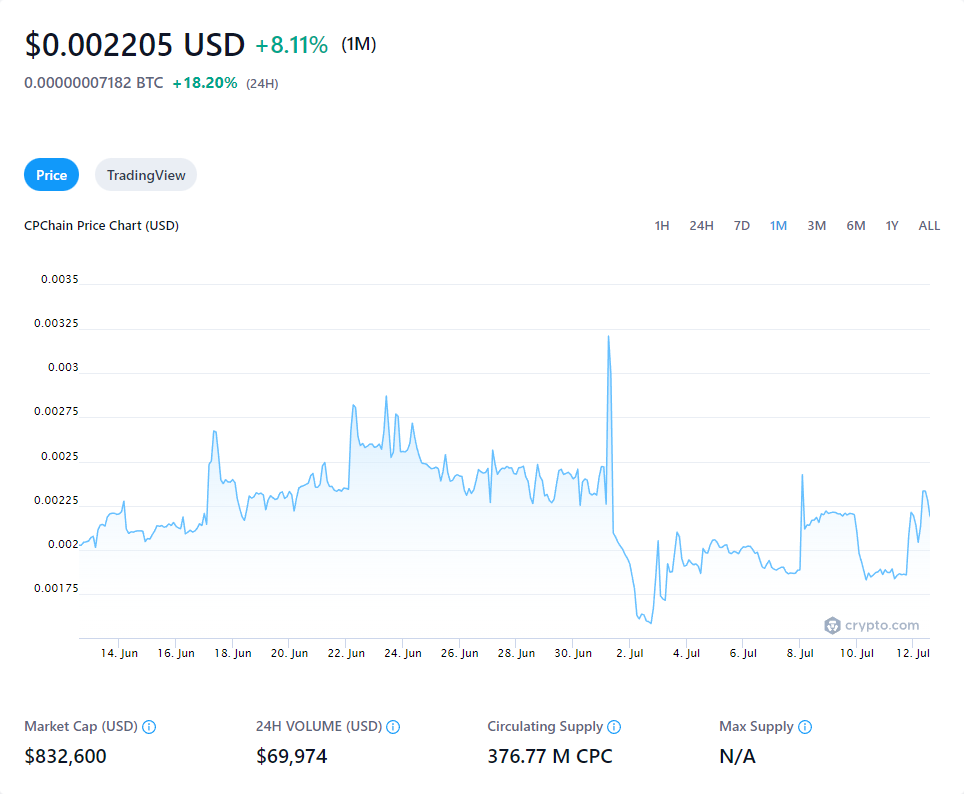 $0.002205 USD +8.11% (1M)
0.00000007182 BTC +18.20% (24H)
Price TradingView
CPChain Price Chart (USD) 1H 24H 7D 1M 3M 6M 1Y ALL
0.0035
0.00325
0.003
0.00275
0.0025
0.00225
0.002
0.00175
crypto.com
14. Jun 16. Jun 18. Jun 20. Jun 22. Jun 24. Jun 26. Jun 28. Jun 30. Jun 2. Jul 4. Jul 6. Jul 8. Jul 10. Jul 12. Jul
Market Cap (USD) 24H VOLUME (USD) Circulating Supply Max Supply
$832,600 $69,974 376.77 M CPC N/A